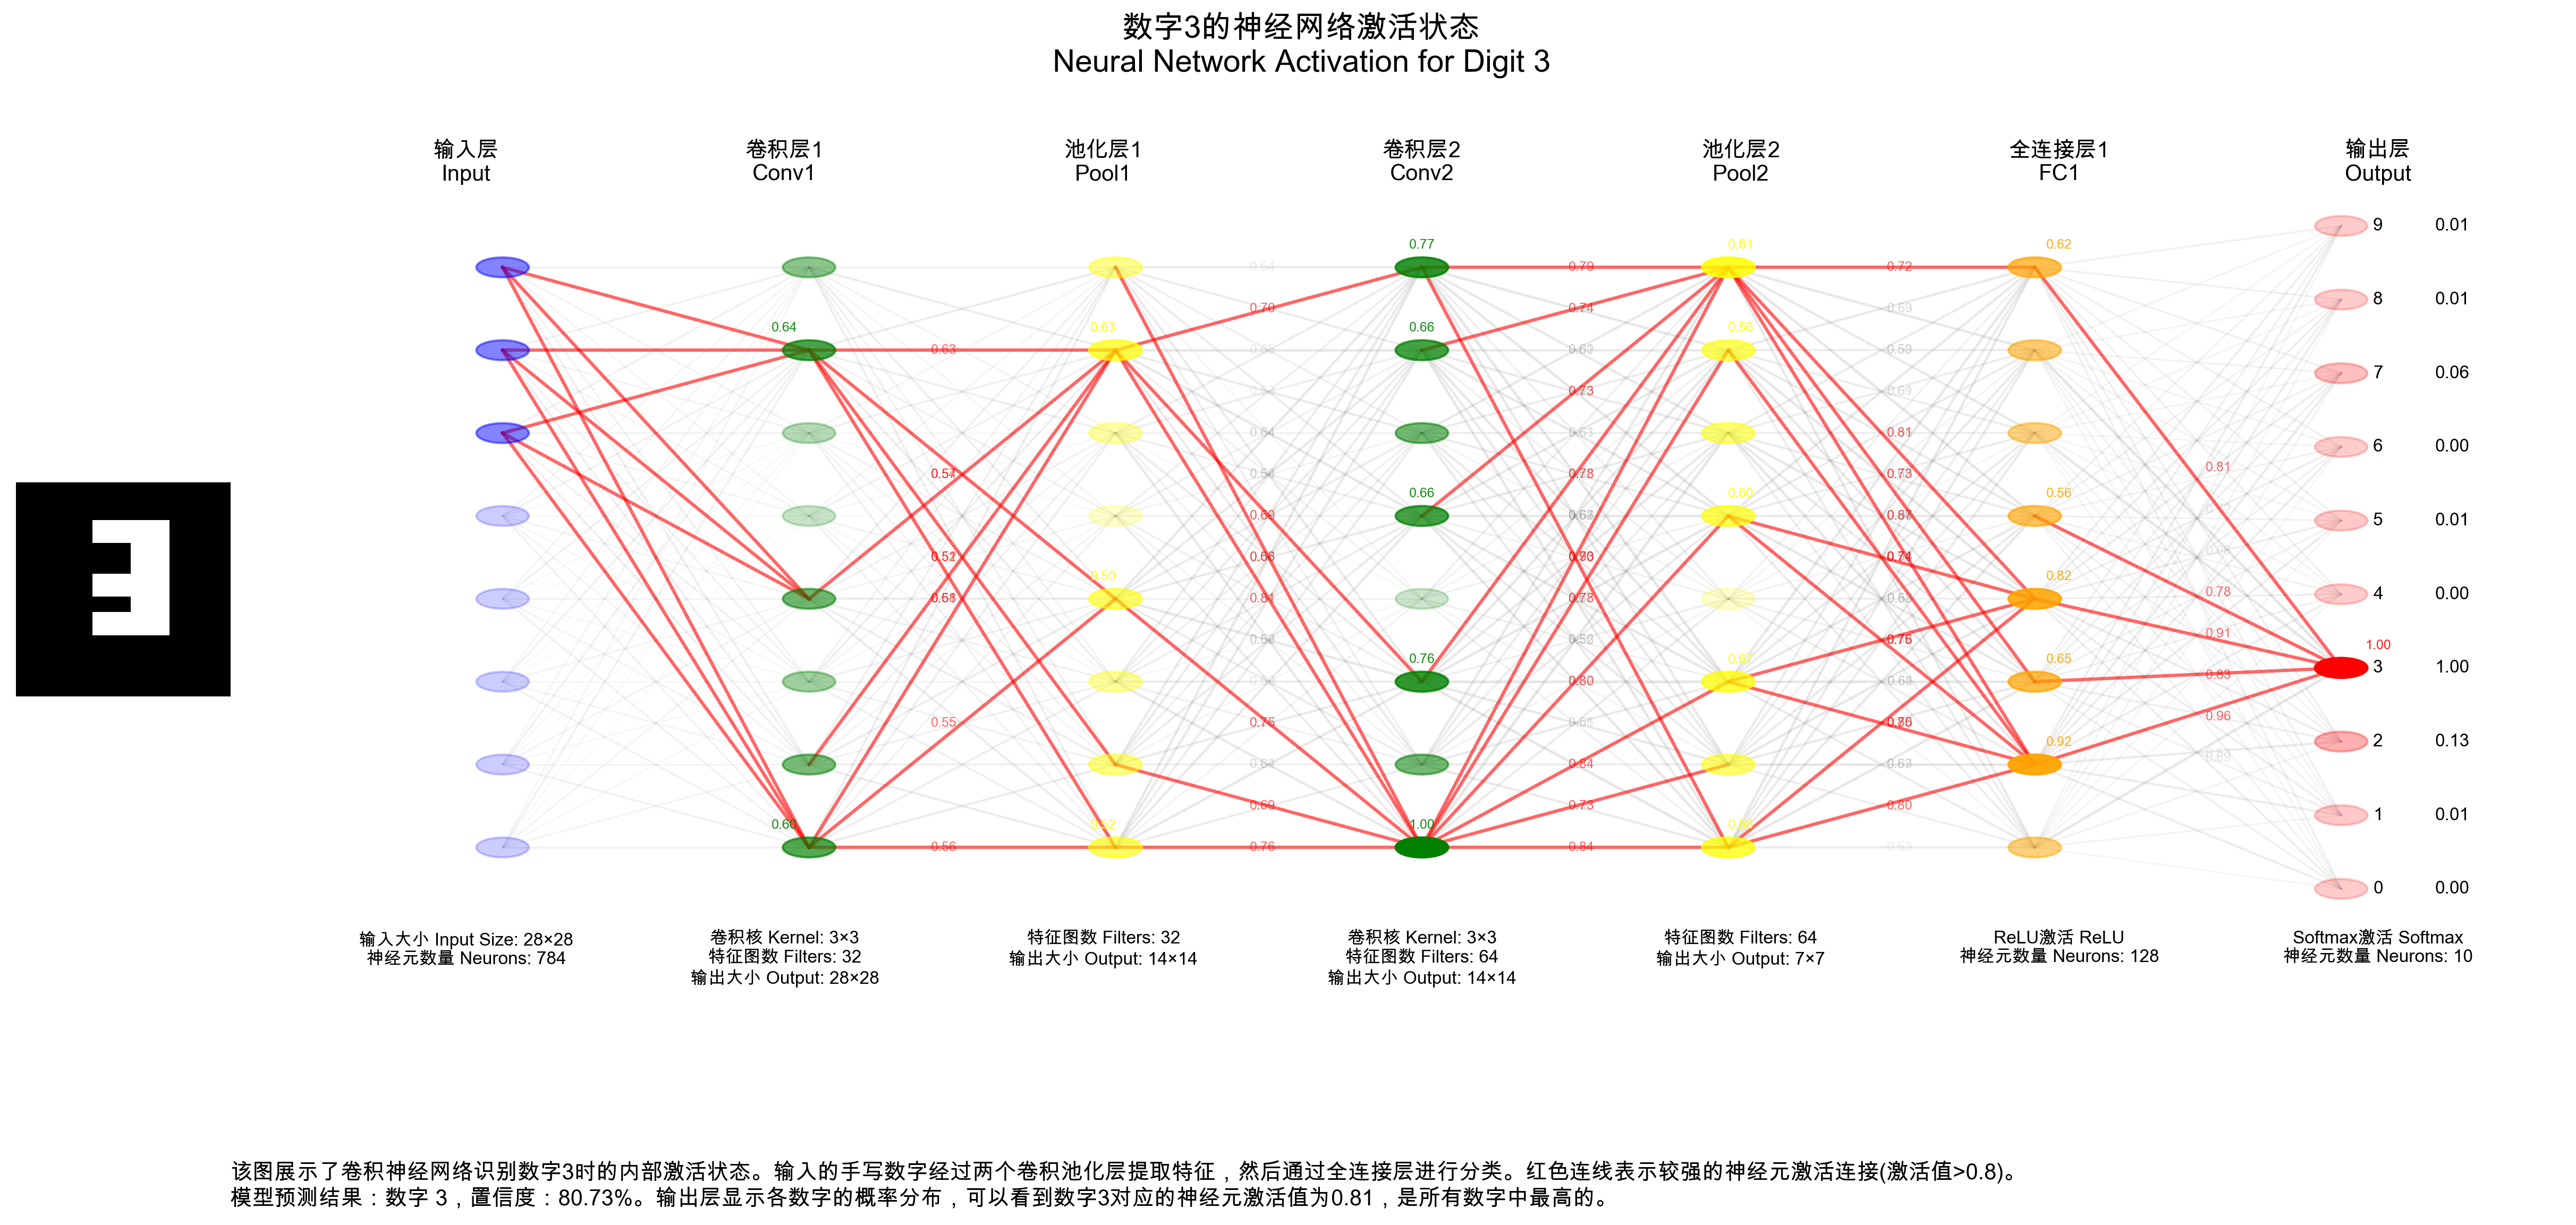 数字3的神经网络激活状态
Neural Network Activation for Digit 3
输入层
Input
卷积层1
Conv1
池化层1
Pool1
卷积层2
Conv2
池化层2
Pool2
全连接层1
FC1
输出层
Output
9 0.01
8 0.01
7 0.06
6 0.00
5 0.01
4 0.00
1.00
3 1.00
2 0.13
1 0.01
0 0.00
0.64
0.60
0.63
0.55
0.56
0.63
0.50
0.52
0.70
0.66
0.81
0.76
0.69
0.76
0.77
0.66
0.66
0.76
1.00
0.79
0.74
0.73
0.78
0.78
0.80
0.84
0.73
0.84
0.81
0.56
0.60
0.67
0.72
0.81
0.73
0.74
0.76
0.80
0.62
0.56
0.82
0.65
0.92
0.81
0.78
0.91
0.83
0.96
输入大小 Input Size: 28×28
神经元数量 Neurons: 784
卷积核 Kernel: 3×3
特征图数 Filters: 32
输出大小 Output: 28×28
特征图数 Filters: 32
输出大小 Output: 14×14
卷积核 Kernel: 3×3
特征图数 Filters: 64
输出大小 Output: 14×14
特征图数 Filters: 64
输出大小 Output: 7×7
ReLU激活 ReLU
神经元数量 Neurons: 128
Softmax激活 Softmax
神经元数量 Neurons: 10
该图展示了卷积神经网络识别数字3时的内部激活状态。输入的手写数字经过两个卷积池化层提取特征，然后通过全连接层进行分类。红色连线表示较强的神经元激活连接(激活值>0.8)。
模型预测结果：数字 3，置信度：80.73%。输出层显示各数字的概率分布，可以看到数字3对应的神经元激活值为0.81，是所有数字中最高的。